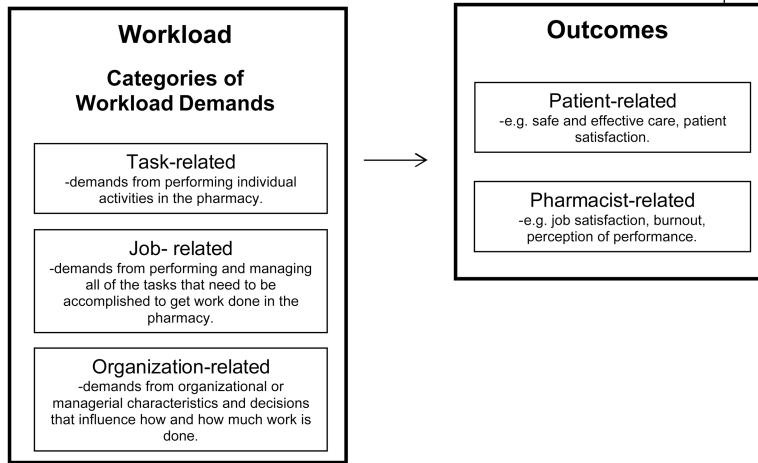 Workload
Categories of
Workload Demands
Task-related
-demands from performing individual
activities in the pharmacy.
Job- related
-demands from performing and managing
all of the tasks that need to be
accomplished to get work done in the
pharmacy.
Organization-related
-demands from organizational or
managerial characteristics and decisions
that influence how and how much work is
done.
Outcomes
Patient-related
-e.g. safe and effective care, patient
satisfaction.
Pharmacist-related
-e.g. job satisfaction, burnout,
perception of performance.